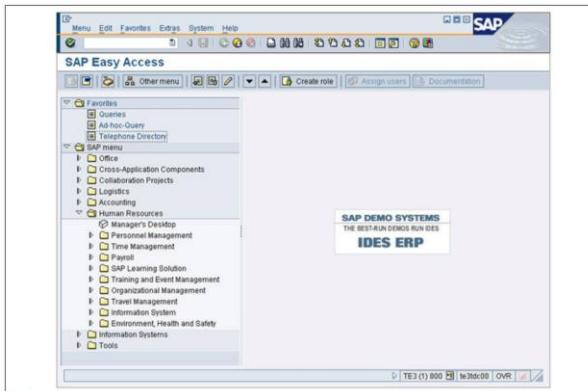 Menu Edit Favorites Extras System Help
SAP
SAP Easy Access
Other menu Create role Assign users Documentation
Favorites
Queries
Ad-hoc-Query
Telephone Directory
SAP menu
Office
Cross-Application Components
Collaboration Projects
Logistics
Accounting
Human Resources
Manager's Desktop
Personnel Management
Time Management
Payroll
SAP Learning Solution
Training and Event Management
Organizational Management
Travel Management
Information System
Environment, Health and Safety
Information Systems
Tools
SAP DEMO SYSTEMS
THE BEST-RUN DEMOS RUN IDES
IDES ERP
TE3 (1) 800 te3tdc00 OVR